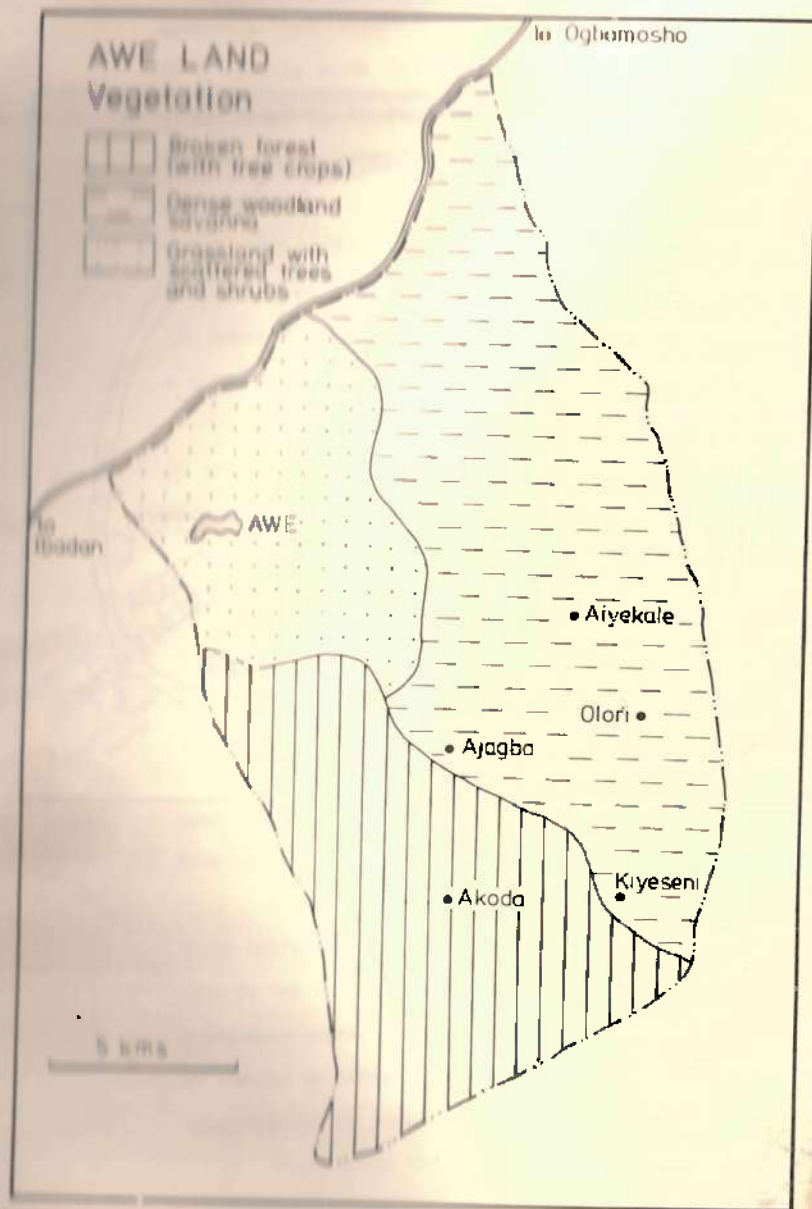 to Ogbomosho
AWE LAND
Vegetation
Broken forest
(with tree crops)
Dense woodland
savanna
Grassland with
scattered trees
and shrubs
to
Ibadan
AWE
Aiyekale
Olori
Ajagba
Kiyeseni
Akoda
5 kms